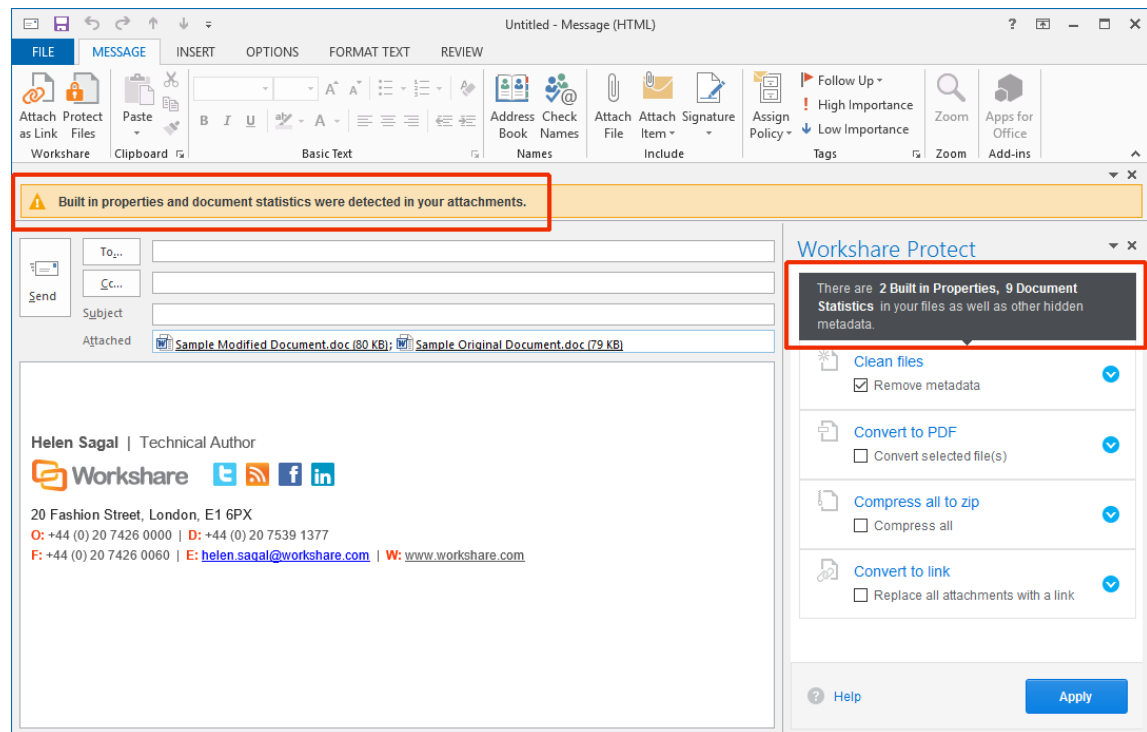 Untitled - Message (HTML)
?
FILE MESSAGE INSERT OPTIONS FORMAT TEXT REVIEW
Attach as Link
Protect Files
Workshare
Paste
Clipboard
A A
B I U aby A
Basic Text
Address Book
Check Names
Names
Attach File
Attach Item
Signature
Include
Assign Policy
Follow Up
! High Importance
Low Importance
Tags
Zoom
Zoom
Apps for Office
Add-ins
Built in properties and document statistics were detected in your attachments.
Send
To...
Cc...
Subject
Attached
Sample Modified Document.doc (80 KB); Sample Original Document.doc (79 KB)
Helen Sagal | Technical Author
Workshare
20 Fashion Street, London, E1 6PX
O: +44 (0) 20 7426 0000 | D: +44 (0) 20 7539 1377
F: +44 (0) 20 7426 0060 | E: helen.sagal@workshare.com | W: www.workshare.com
Workshare Protect
There are 2 Built in Properties, 9 Document
Statistics in your files as well as other hidden
metadata.
Clean files
Remove metadata
Convert to PDF
Convert selected file(s)
Compress all to zip
Compress all
Convert to link
Replace all attachments with a link
? Help
Apply